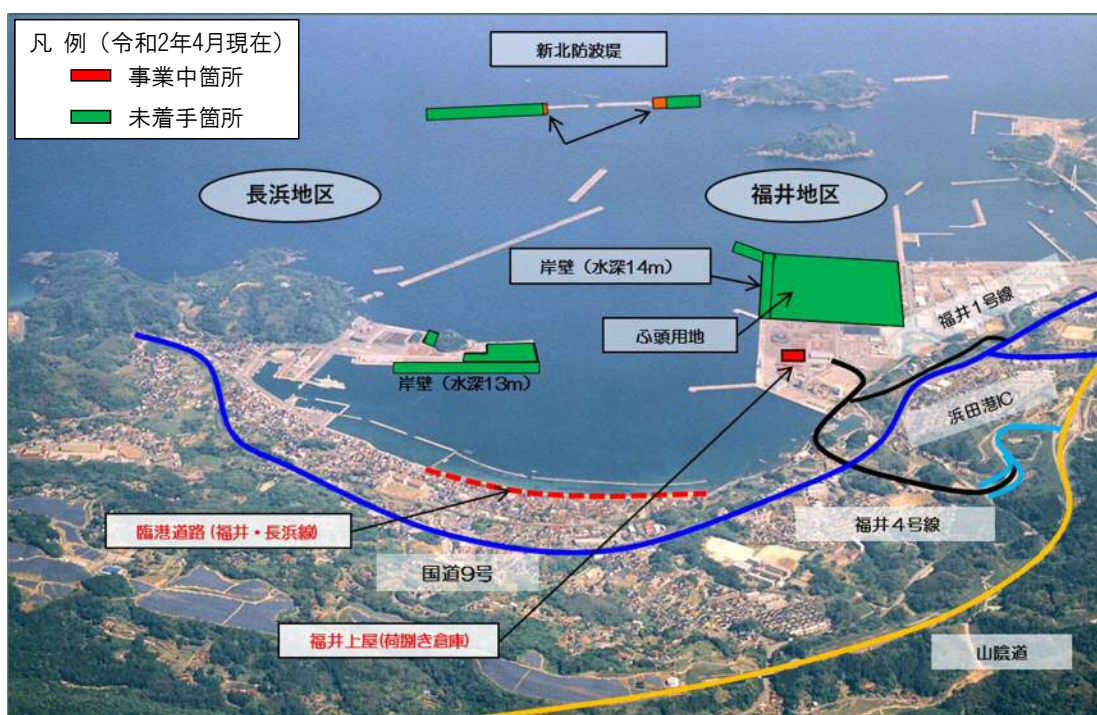 凡 例（令和2年4月現在）
事業中箇所
未着手箇所
新北防波堤
長浜地区
福井地区
岸壁（水深14m）
福井1号線
ふ頭用地
岸壁（水深13m）
浜田港IC
臨港道路(福井・長浜線)
福井4号線
国道9号
福井上屋(荷捌き倉庫)
山陰道